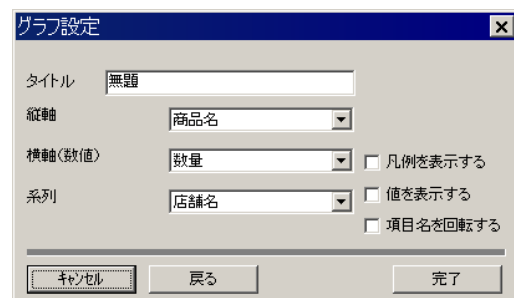 グラフ設定
タイトル 無題
縦軸 商品名
横軸(数値) 数量 凡例を表示する
系列 店舗名 値を表示する
項目名を回転する
キャンセル 戻る 完了